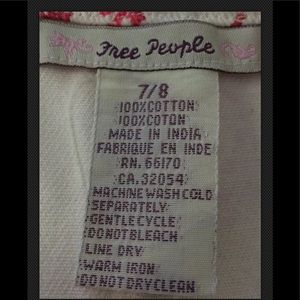 Free People
7/8
100%COTTON
100%COTON
MADE IN INDIA
FABRIQUE EN INDE
RN. 66170
CA. 32054
MACHINE WASH COLD
SEPARATELY
GENTLE CYCLE
DO NOT BLEACH
LINE DRY
WARM IRON
DO NOT DRY CLEAN